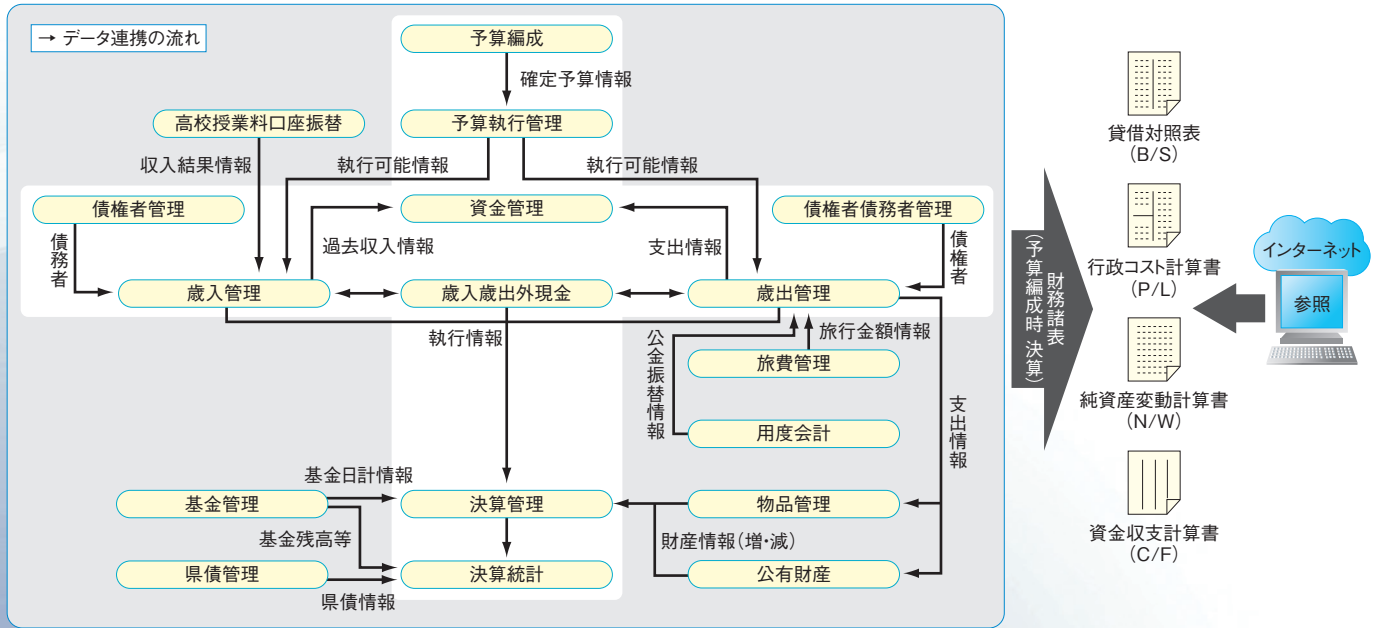 → データ連携の流れ
予算編成
確定予算情報
高校授業料口座振替
予算執行管理
収入結果情報
執行可能情報
執行可能情報
債権者管理
資金管理
債権者債務者管理
債務者
過去収入情報
支出情報
債権者
歳入管理
歳入歳出外現金
歳出管理
執行情報
公金振替情報
旅行金額情報
旅費管理
用度会計
支出情報
基金日計情報
基金管理
決算管理
物品管理
基金残高等
財産情報(増・減)
県債管理
決算統計
公有財産
県債情報
財務諸表
(予算編成時 決算)
貸借対照表
(B/S)
行政コスト計算書
(P/L)
純資産変動計算書
(N/W)
資金収支計算書
(C/F)
インターネット
参照